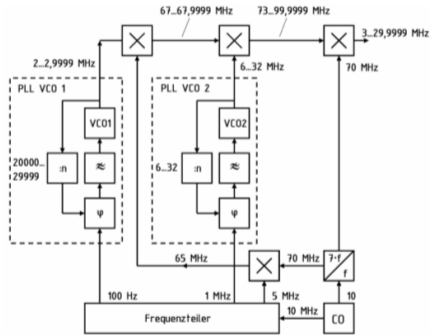 67...67,9999 MHz
73...99,9999 MHz
3...29,9999 MHz
2...2,9999 MHz
6...32 MHz
70 MHz
PLL VCO 1
PLL VCO 2
VCO1
VCO2
20000...
29999
:n
6...32
:n
φ
φ
65 MHz
70 MHz
7·f
f
100 Hz
1 MHz
5 MHz
10
10 MHz
Frequenzteiler
CO